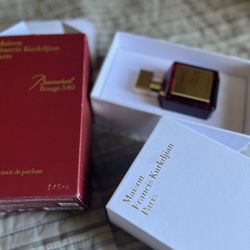 Maison
Francis Kurkdjian
Paris
Baccarat
Rouge 540
extrait de parfum
Maison
Francis Kurkdjian
Paris